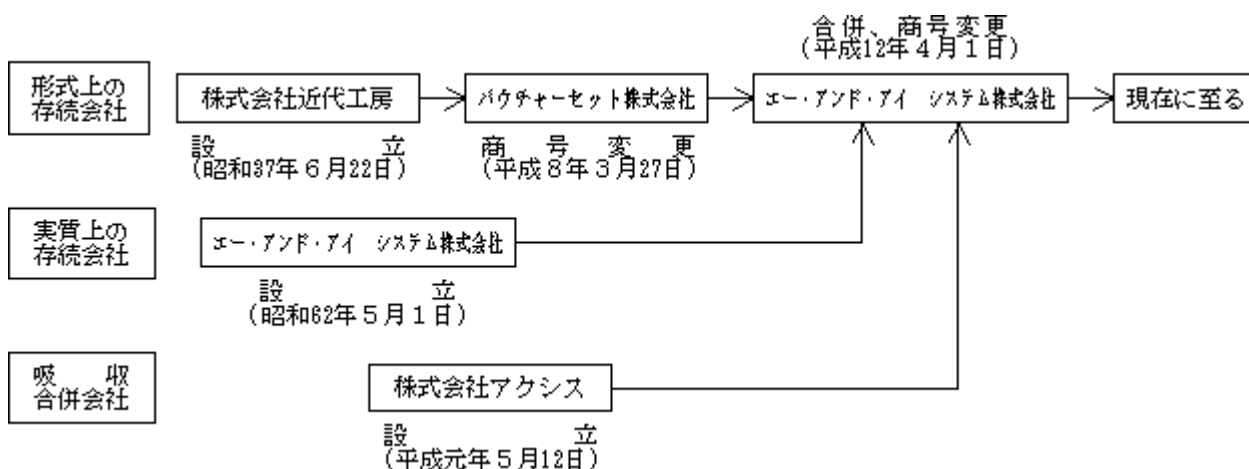 合併、商号変更
(平成12年4月1日)
形式上の
存続会社
株式会社近代工房
バウチャーセット株式会社
エー・アンド・アイ システム株式会社
現在に至る
設 立
(昭和37年6月22日)
商 号 変 更
(平成8年3月27日)
実質上の
存続会社
エー・アンド・アイ システム株式会社
設 立
(昭和62年5月1日)
吸 収
合併会社
株式会社アクシス
設 立
(平成元年5月12日)